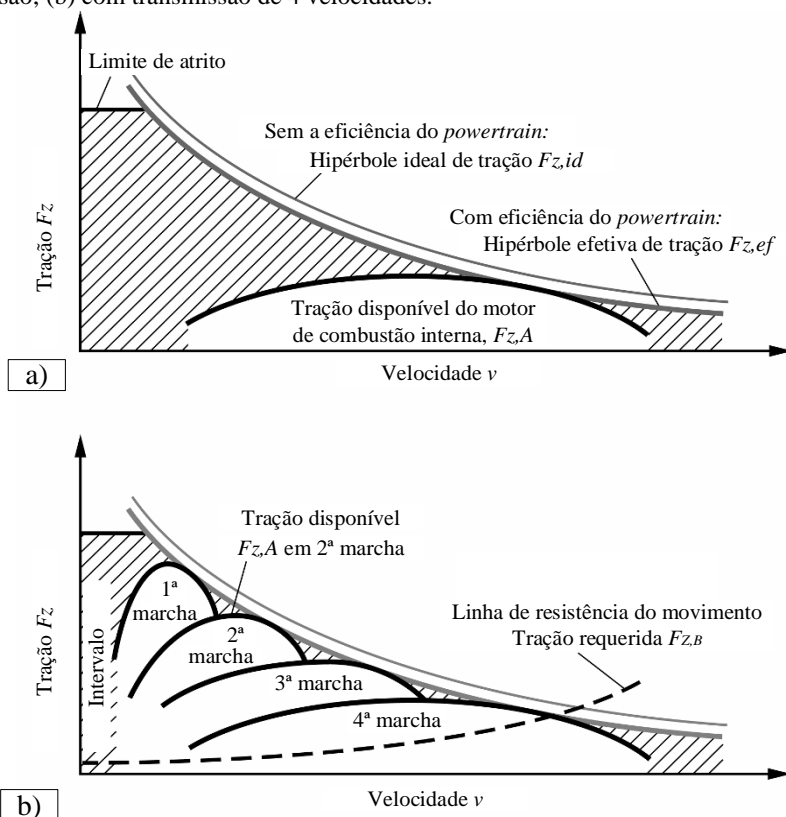 são; (b) com transmissão de 4 velocidades.
Limite de atrito
Sem a eficiência do powertrain:
Hipérbole ideal de tração Fz,id
Com eficiência do powertrain:
Hipérbole efetiva de tração Fz,ef
Tração Fz
Tração disponível do motor
de combustão interna, Fz,A
Velocidade v
a)
Tração disponível
Fz,A em 2ª marcha
1ª
marcha
2ª
marcha
3ª marcha
4ª marcha
Linha de resistência do movimento
Tração requerida Fz,B
Tração Fz
Intervalo
Velocidade v
b)